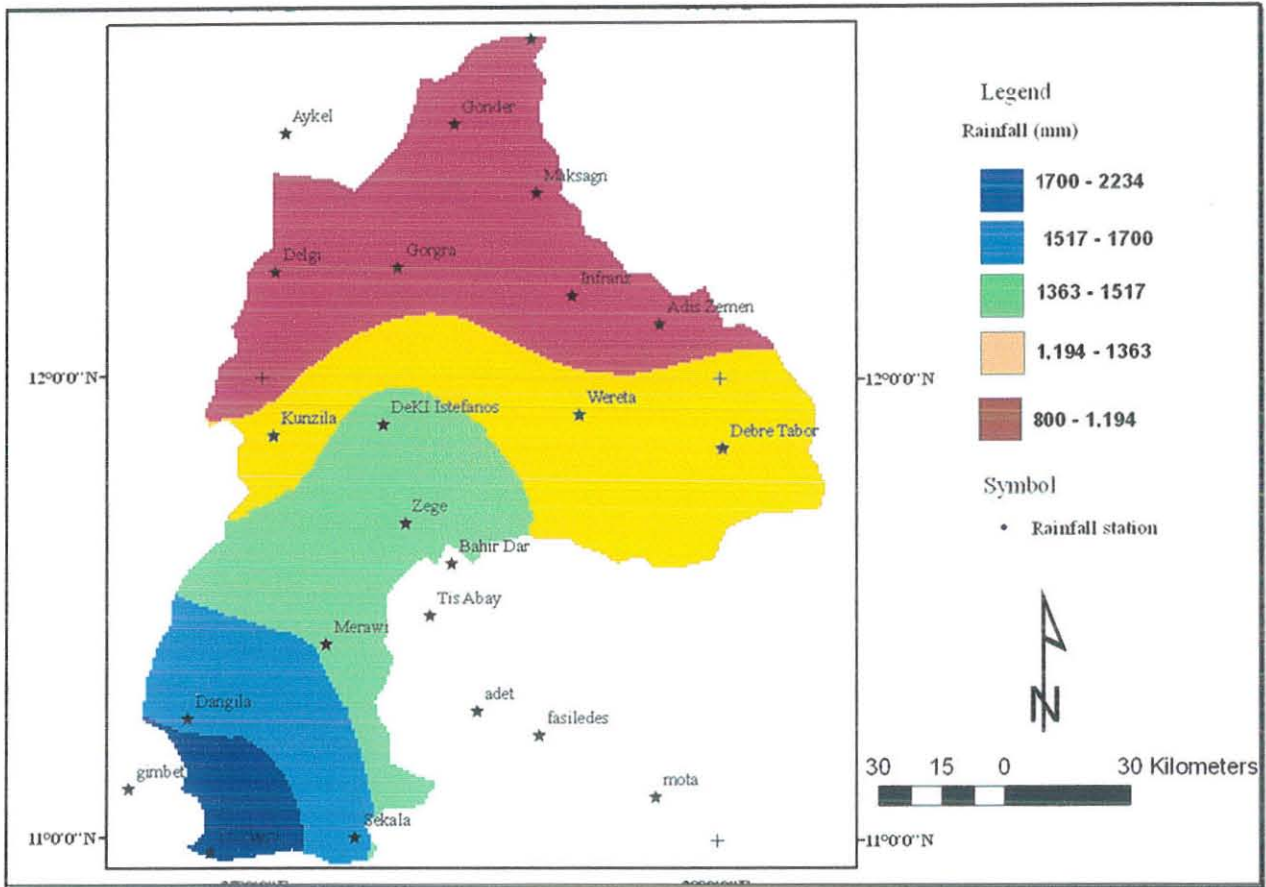 Aykel
Gonder
Maksagn
Delgi
Gorgra
Infranz
Adis Zemen
12°0'0"N
12°0'0"N
Kunzila
DeKI Istefanos
Wereta
Debre Tabor
Zege
Bahir Dar
Tis Abay
Merawi
Dangila
adet
fasiledes
gimbet
mota
Sekala
11°0'0"N
11°0'0"N
Legend
Rainfall (mm)
1700 - 2234
1517 - 1700
1363 - 1517
1.194 - 1363
800 - 1.194
Symbol
Rainfall station
N
30 15 0 30 Kilometers